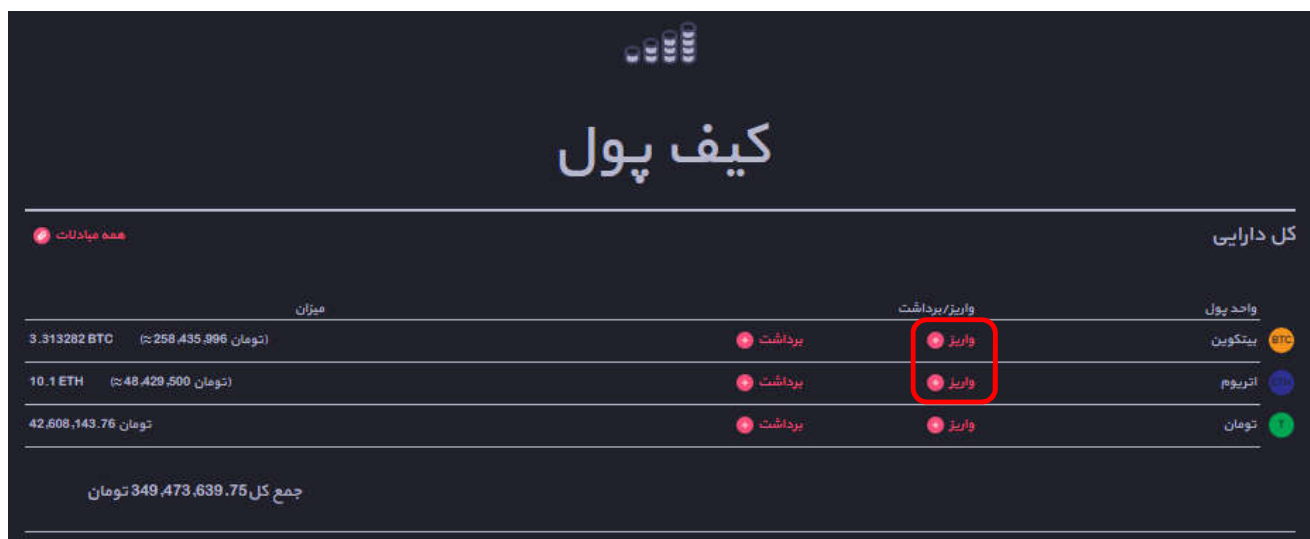 کیف پول
کل دارایی همه مبادلات
واحد پول واریز/برداشت میزان
BTC بیتکوین واریز برداشت 3.313282 BTC (≈258,435,996 تومان)
ETH اتریوم واریز برداشت 10.1 ETH (≈48,429,500 تومان)
T تومان واریز برداشت 42,608,143.76 تومان
جمع کل 349,473,639.75 تومان